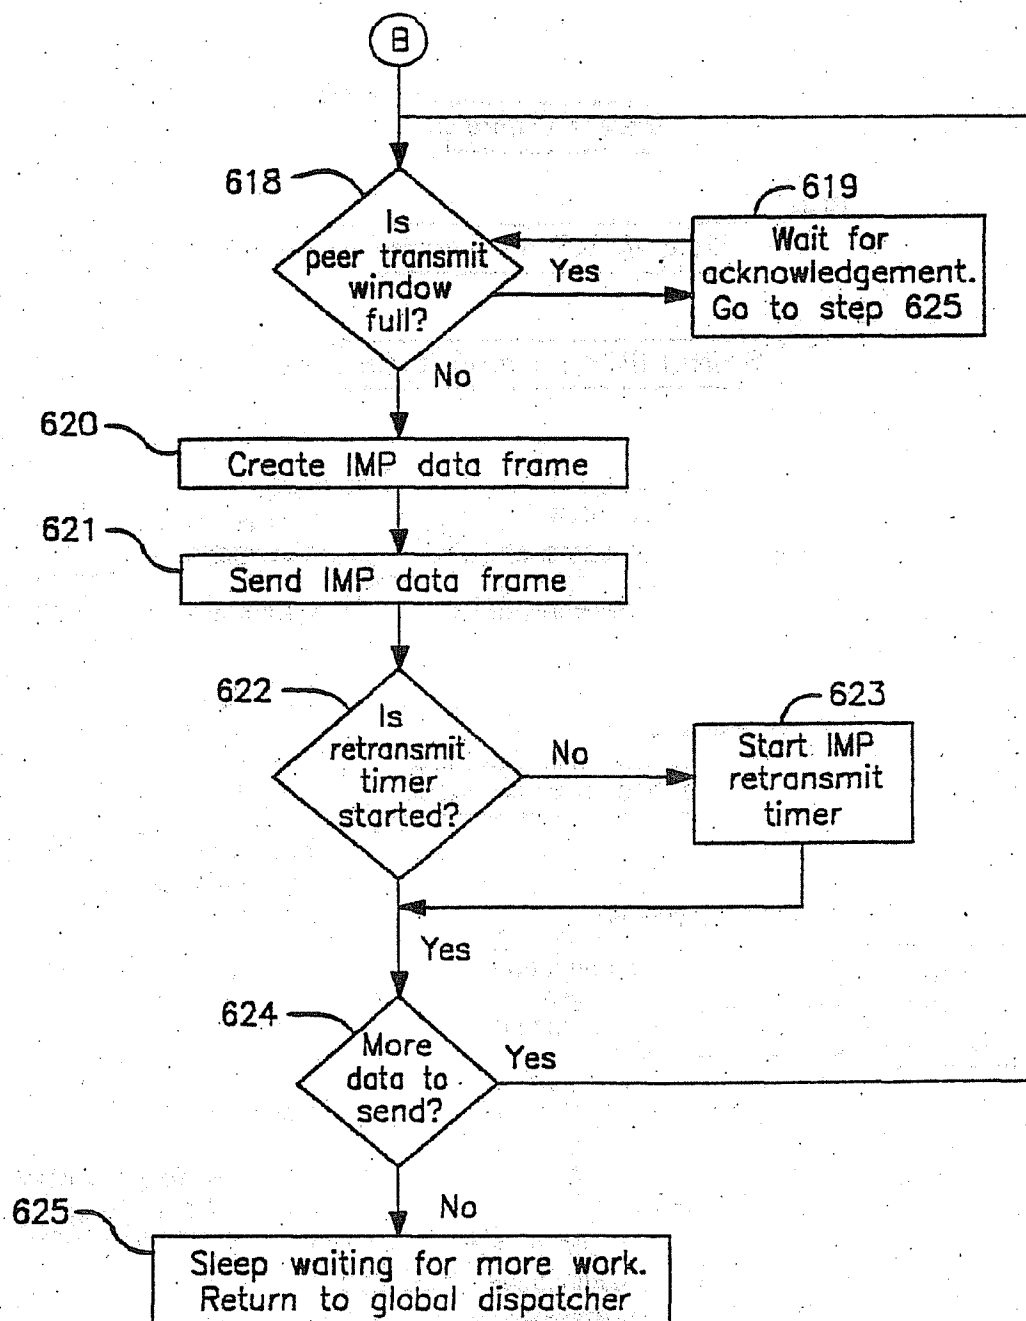 B
618
Is
peer transmit
window
full?
Yes
No
619
Wait for
acknowledgement.
Go to step 625
620
Create IMP data frame
621
Send IMP data frame
622
Is
retransmit
timer
started?
No
Yes
623
Start IMP
retransmit
timer
624
More
data to
send?
Yes
No
625
Sleep waiting for more work.
Return to global dispatcher